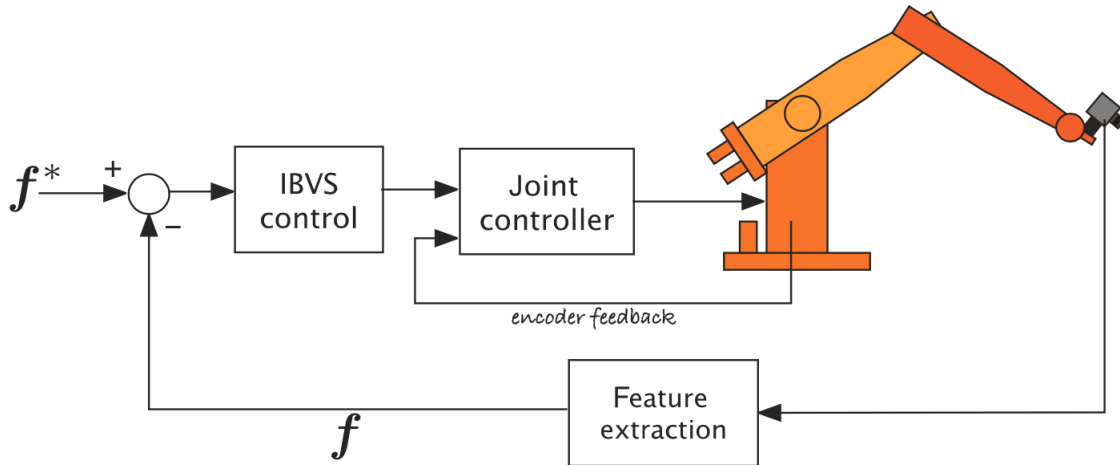 f*
+
−
IBVS
control
Joint
controller
encoder feedback
Feature
extraction
f